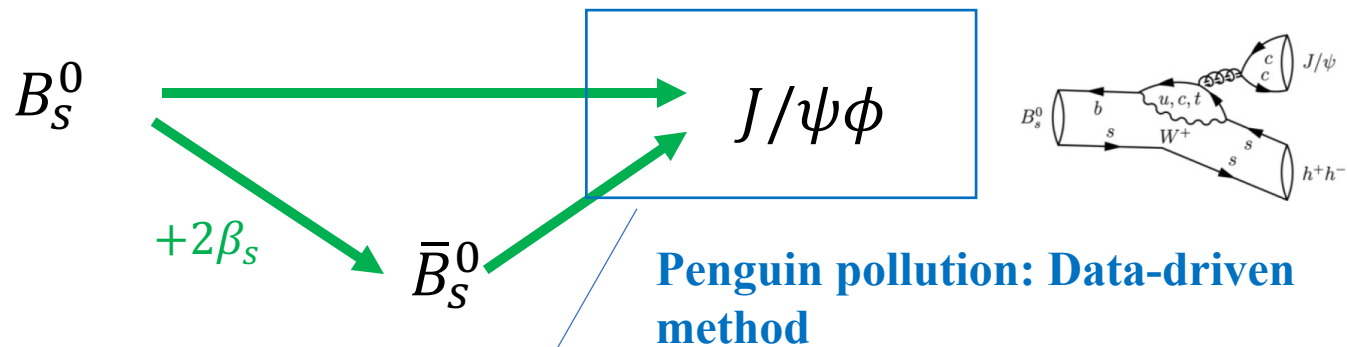 B_s^0
J/ψϕ
+2β_s
B̅_s^0
Penguin pollution: Data-driven
method
c
c
J/ψ
u, c, t
b
B_s^0
s
W^+
s
s
h^+h^-